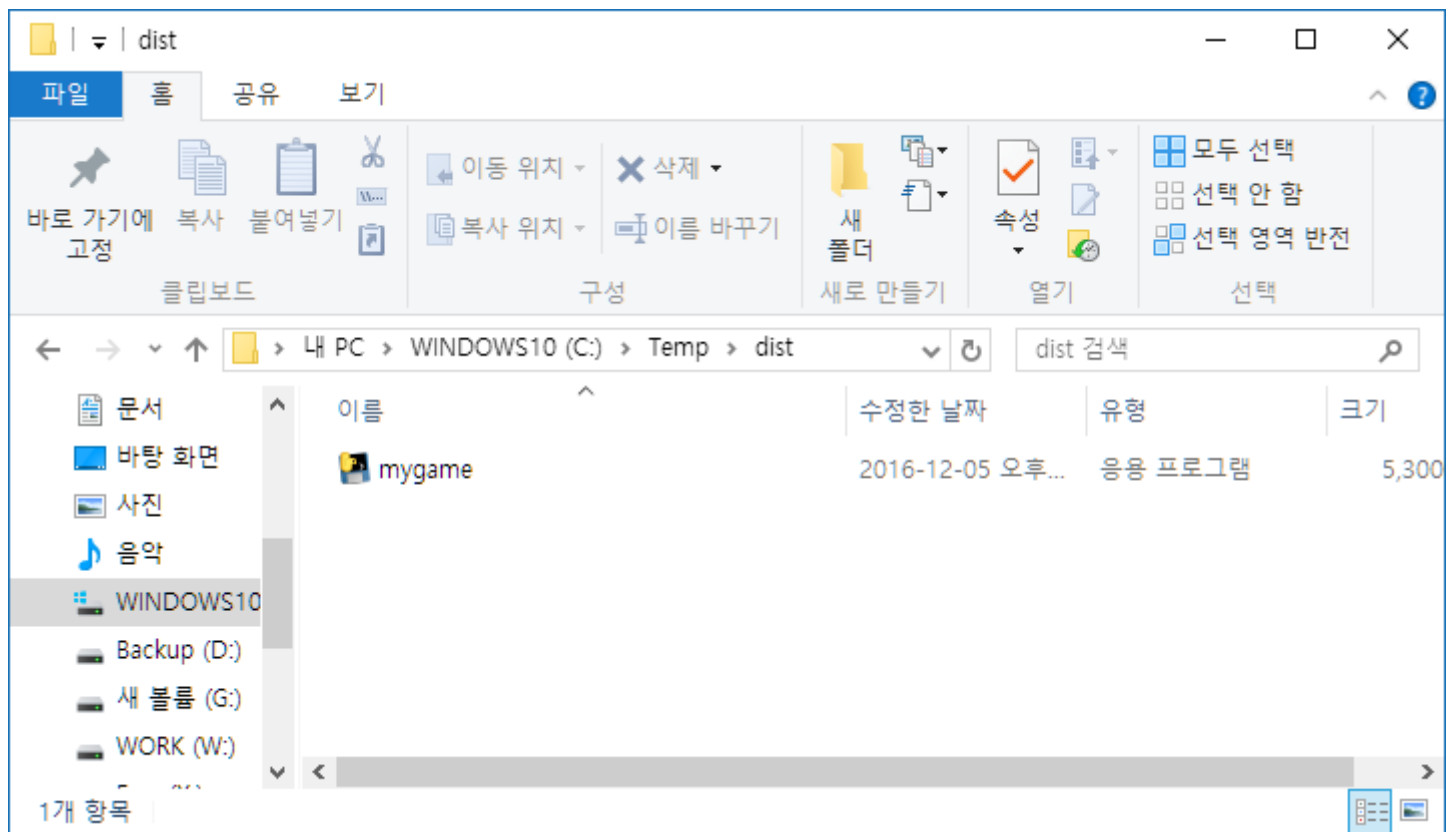 dist
파일 홈 공유 보기
바로 가기에 고정
복사
붙여넣기
이동 위치
복사 위치
삭제
이름 바꾸기
새 폴더
속성
모두 선택
선택 안 함
선택 영역 반전
클립보드 구성 새로 만들기 열기 선택
내 PC > WINDOWS10 (C:) > Temp > dist
dist 검색
이름 수정한 날짜 유형 크기
문서
바탕 화면
사진
음악
WINDOWS10
Backup (D:)
새 볼륨 (G:)
WORK (W:)
mygame 2016-12-05 오후... 응용 프로그램 5,300
1개 항목